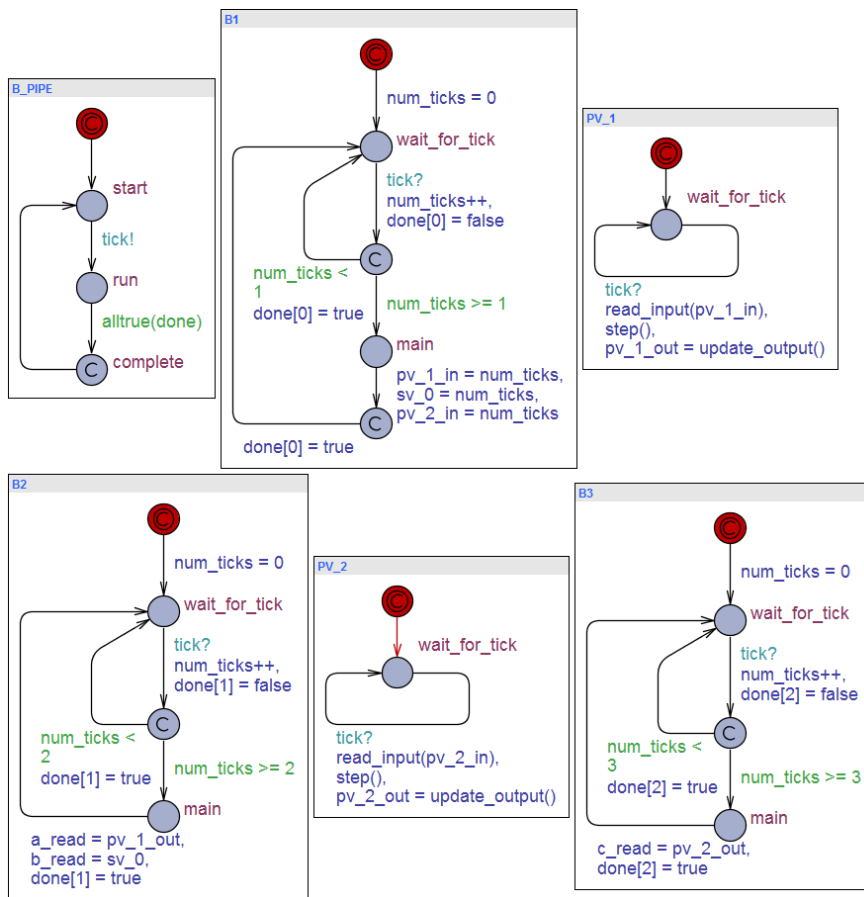 B_PIPE
C
start
tick!
run
alltrue(done)
C
complete
B1
C
num_ticks = 0
wait_for_tick
tick?
num_ticks++,
done[0] = false
C
num_ticks <
1
done[0] = true
num_ticks >= 1
main
pv_1_in = num_ticks,
sv_0 = num_ticks,
pv_2_in = num_ticks
C
done[0] = true
PV_1
C
wait_for_tick
tick?
read_input(pv_1_in),
step(),
pv_1_out = update_output()
B2
C
num_ticks = 0
wait_for_tick
tick?
num_ticks++,
done[1] = false
C
num_ticks <
2
done[1] = true
num_ticks >= 2
main
a_read = pv_1_out,
b_read = sv_0,
done[1] = true
PV_2
C
wait_for_tick
tick?
read_input(pv_2_in),
step(),
pv_2_out = update_output()
B3
C
num_ticks = 0
wait_for_tick
tick?
num_ticks++,
done[2] = false
C
num_ticks <
3
done[2] = true
num_ticks >= 3
main
c_read = pv_2_out,
done[2] = true